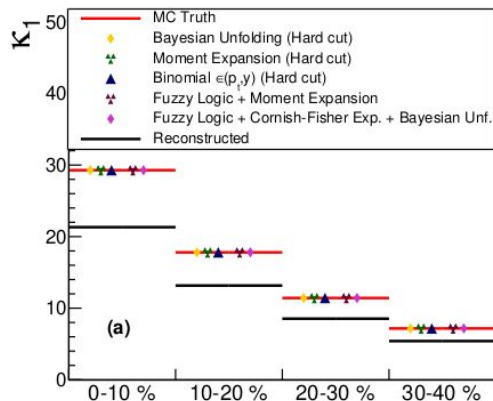 κ₁
50
40
30
20
10
0
MC Truth
Bayesian Unfolding (Hard cut)
Moment Expansion (Hard cut)
Binomial ∈(pₜ,y) (Hard cut)
Fuzzy Logic + Moment Expansion
Fuzzy Logic + Cornish-Fisher Exp. + Bayesian Unf.
Reconstructed
(a)
0-10 % 10-20 % 20-30 % 30-40 %